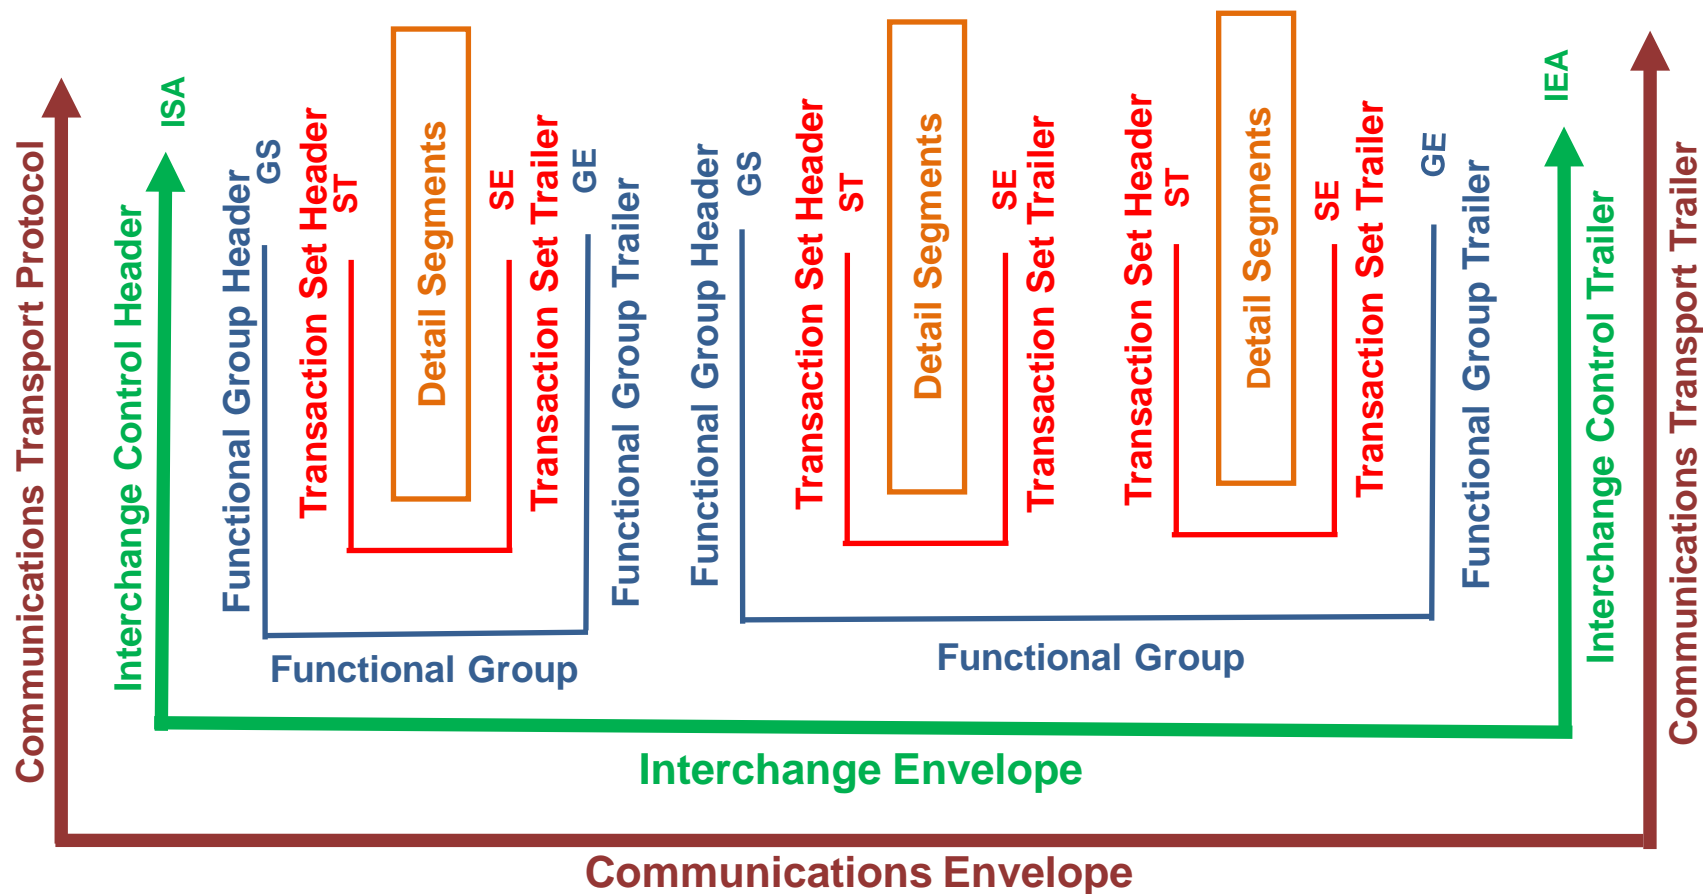 Communications Transport Protocol
Interchange Control Header
ISA
Functional Group Header
GS
Transaction Set Header
ST
Detail Segments
SE
Transaction Set Trailer
GE
Functional Group Trailer
Functional Group Header
GS
Transaction Set Header
ST
Detail Segments
SE
Transaction Set Trailer
Transaction Set Header
ST
Detail Segments
SE
Transaction Set Trailer
GE
Functional Group Trailer
IEA
Interchange Control Trailer
Communications Transport Trailer
Functional Group
Functional Group
Interchange Envelope
Communications Envelope